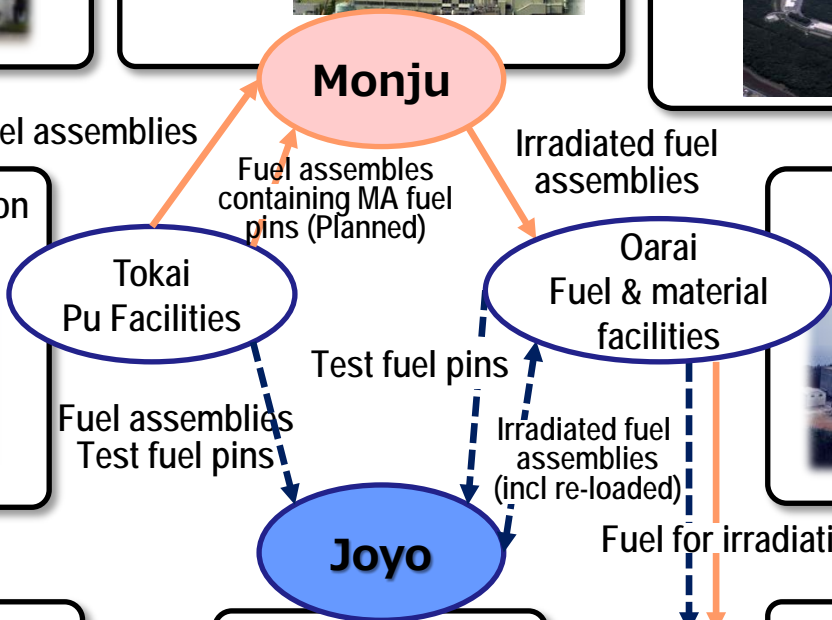 Monju
el assemblies
Irradiated fuel
assemblies
Fuel assembles
containing MA fuel
pins (Planned)
on
Tokai
Pu Facilities
Oarai
Fuel & material
facilities
Test fuel pins
Fuel assemblies
Test fuel pins
Irradiated fuel
assemblies
(incl re-loaded)
Fuel for irradiati
Joyo